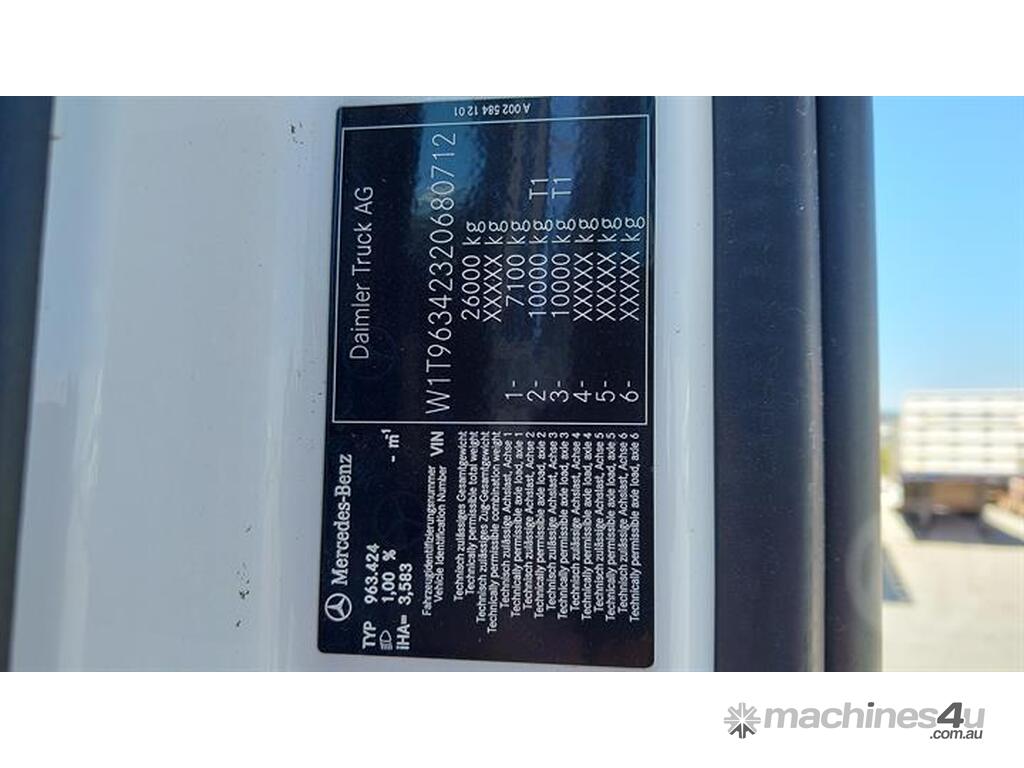 Mercedes-Benz
TYP 963.424
1,00 %
iHA= 3,583 - m⁻¹
A 002 584 12 01
Daimler Truck AG
Fahrzeugidentifizierungsnummer
Vehicle Identification Number VIN W1T96342320680712
Technisch zulässiges Gesamtgewicht
Technically permissible total weight 26000 kg
Technisch zulässiges Zug-Gesamtgewicht
Technically permissible combination weight XXXXX kg
Technisch zulässige Achslast, Achse 1
Technically permissible axle load, axle 1 1- 7100 kg
Technisch zulässige Achslast, Achse 2
Technically permissible axle load, axle 2 2- 10000 kg T1
Technisch zulässige Achslast, Achse 3
Technically permissible axle load, axle 3 3- 10000 kg T1
Technisch zulässige Achslast, Achse 4
Technically permissible axle load, axle 4 4- XXXXX kg
Technisch zulässige Achslast, Achse 5
Technically permissible axle load, axle 5 5- XXXXX kg
Technisch zulässige Achslast, Achse 6
Technically permissible axle load, axle 6 6- XXXXX kg
machines4u
.com.au